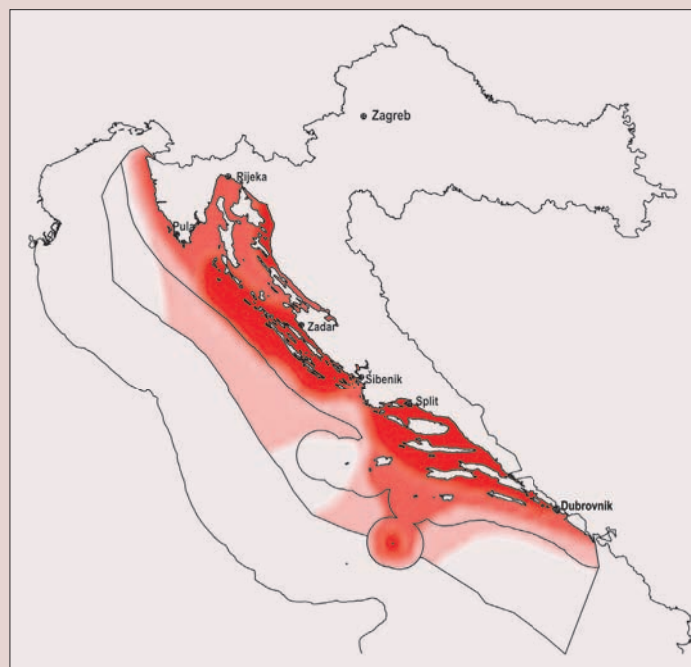 Zagreb
Rijeka
Pula
Zadar
Šibenik
Split
Dubrovnik